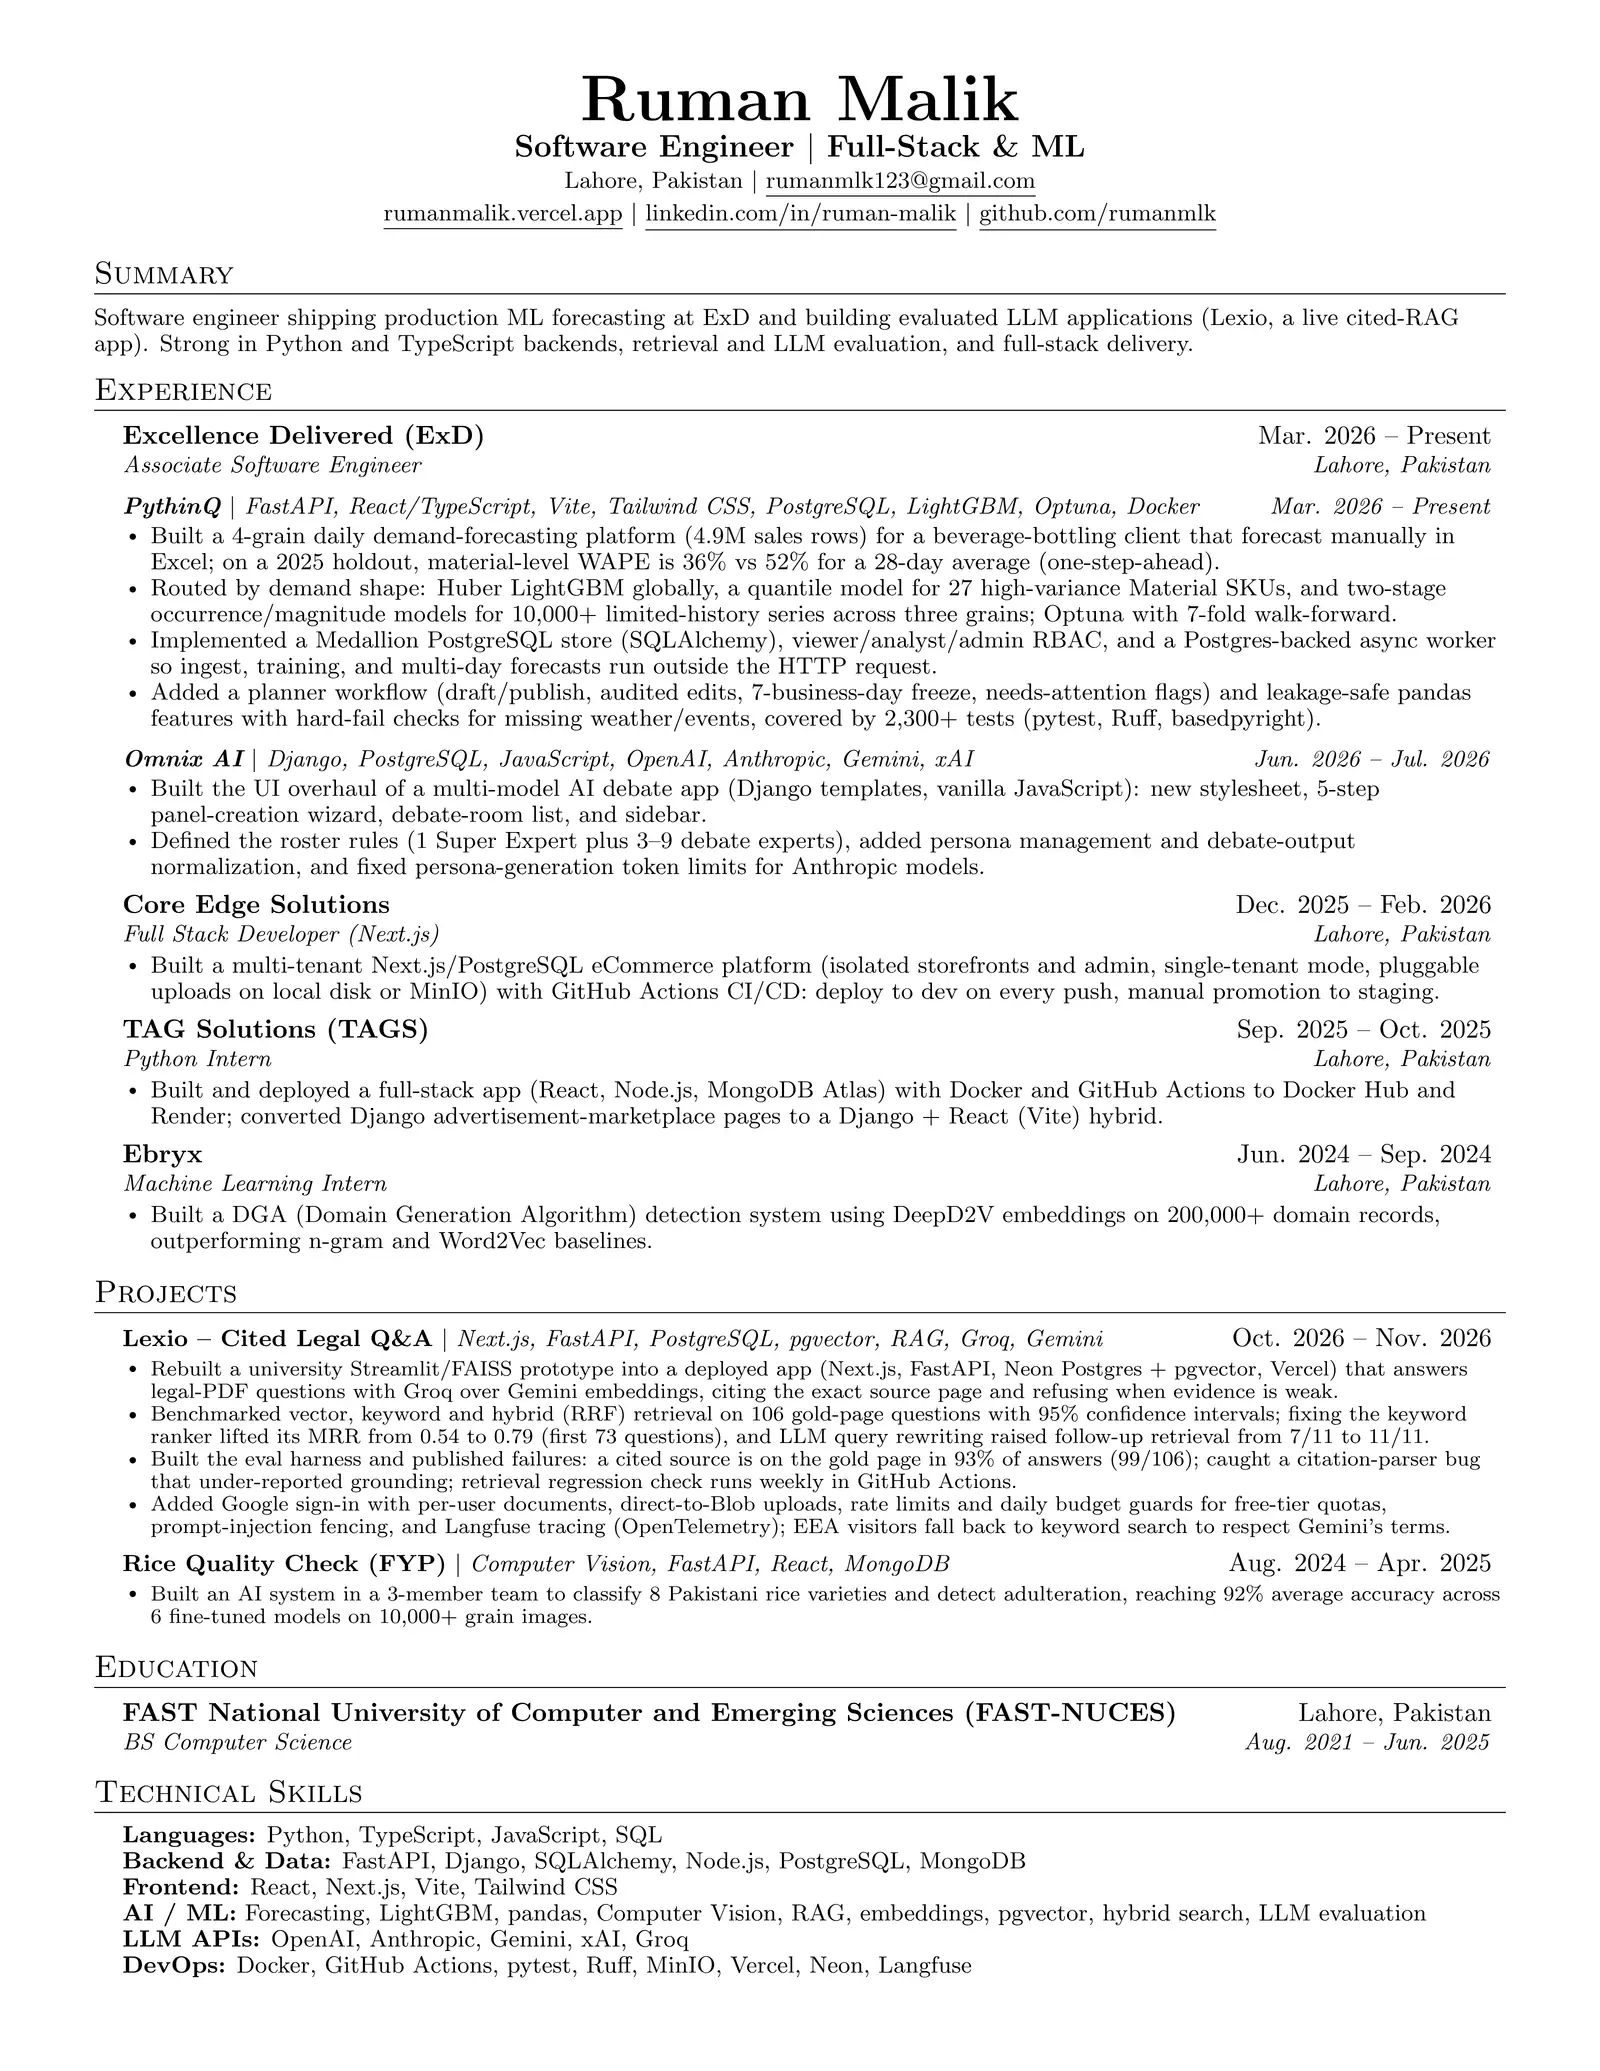 Ruman Malik
Software Engineer | Full-Stack & ML
Lahore, Pakistan | rumanmlk123@gmail.com
rumanmalik.vercel.app | linkedin.com/in/ruman-malik | github.com/rumanmlk
Summary
Software engineer shipping production ML forecasting at ExD and building evaluated LLM applications (Lexio, a live cited-RAG
app). Strong in Python and TypeScript backends, retrieval and LLM evaluation, and full-stack delivery.
Experience
Excellence Delivered (ExD) Mar. 2026 – Present
Associate Software Engineer Lahore, Pakistan
PythinQ | FastAPI, React/TypeScript, Vite, Tailwind CSS, PostgreSQL, LightGBM, Optuna, Docker Mar. 2026 – Present
• Built a 4-grain daily demand-forecasting platform (4.9M sales rows) for a beverage-bottling client that forecast manually in
Excel; on a 2025 holdout, material-level WAPE is 36% vs 52% for a 28-day average (one-step-ahead).
• Routed by demand shape: Huber LightGBM globally, a quantile model for 27 high-variance Material SKUs, and two-stage
occurrence/magnitude models for 10,000+ limited-history series across three grains; Optuna with 7-fold walk-forward.
• Implemented a Medallion PostgreSQL store (SQLAlchemy), viewer/analyst/admin RBAC, and a Postgres-backed async worker
so ingest, training, and multi-day forecasts run outside the HTTP request.
• Added a planner workflow (draft/publish, audited edits, 7-business-day freeze, needs-attention flags) and leakage-safe pandas
features with hard-fail checks for missing weather/events, covered by 2,300+ tests (pytest, Ruff, basedpyright).
Omnix AI | Django, PostgreSQL, JavaScript, OpenAI, Anthropic, Gemini, xAI Jun. 2026 – Jul. 2026
• Built the UI overhaul of a multi-model AI debate app (Django templates, vanilla JavaScript): new stylesheet, 5-step
panel-creation wizard, debate-room list, and sidebar.
• Defined the roster rules (1 Super Expert plus 3–9 debate experts), added persona management and debate-output
normalization, and fixed persona-generation token limits for Anthropic models.
Core Edge Solutions Dec. 2025 – Feb. 2026
Full Stack Developer (Next.js) Lahore, Pakistan
• Built a multi-tenant Next.js/PostgreSQL eCommerce platform (isolated storefronts and admin, single-tenant mode, pluggable
uploads on local disk or MinIO) with GitHub Actions CI/CD: deploy to dev on every push, manual promotion to staging.
TAG Solutions (TAGS) Sep. 2025 – Oct. 2025
Python Intern Lahore, Pakistan
• Built and deployed a full-stack app (React, Node.js, MongoDB Atlas) with Docker and GitHub Actions to Docker Hub and
Render; converted Django advertisement-marketplace pages to a Django + React (Vite) hybrid.
Ebryx Jun. 2024 – Sep. 2024
Machine Learning Intern Lahore, Pakistan
• Built a DGA (Domain Generation Algorithm) detection system using DeepD2V embeddings on 200,000+ domain records,
outperforming n-gram and Word2Vec baselines.
Projects
Lexio – Cited Legal Q&A | Next.js, FastAPI, PostgreSQL, pgvector, RAG, Groq, Gemini Oct. 2026 – Nov. 2026
• Rebuilt a university Streamlit/FAISS prototype into a deployed app (Next.js, FastAPI, Neon Postgres + pgvector, Vercel) that answers
legal-PDF questions with Groq over Gemini embeddings, citing the exact source page and refusing when evidence is weak.
• Benchmarked vector, keyword and hybrid (RRF) retrieval on 106 gold-page questions with 95% confidence intervals; fixing the keyword
ranker lifted its MRR from 0.54 to 0.79 (first 73 questions), and LLM query rewriting raised follow-up retrieval from 7/11 to 11/11.
• Built the eval harness and published failures: a cited source is on the gold page in 93% of answers (99/106); caught a citation-parser bug
that under-reported grounding; retrieval regression check runs weekly in GitHub Actions.
• Added Google sign-in with per-user documents, direct-to-Blob uploads, rate limits and daily budget guards for free-tier quotas,
prompt-injection fencing, and Langfuse tracing (OpenTelemetry); EEA visitors fall back to keyword search to respect Gemini's terms.
Rice Quality Check (FYP) | Computer Vision, FastAPI, React, MongoDB Aug. 2024 – Apr. 2025
• Built an AI system in a 3-member team to classify 8 Pakistani rice varieties and detect adulteration, reaching 92% average accuracy across
6 fine-tuned models on 10,000+ grain images.
Education
FAST National University of Computer and Emerging Sciences (FAST-NUCES) Lahore, Pakistan
BS Computer Science Aug. 2021 – Jun. 2025
Technical Skills
Languages: Python, TypeScript, JavaScript, SQL
Backend & Data: FastAPI, Django, SQLAlchemy, Node.js, PostgreSQL, MongoDB
Frontend: React, Next.js, Vite, Tailwind CSS
AI / ML: Forecasting, LightGBM, pandas, Computer Vision, RAG, embeddings, pgvector, hybrid search, LLM evaluation
LLM APIs: OpenAI, Anthropic, Gemini, xAI, Groq
DevOps: Docker, GitHub Actions, pytest, Ruff, MinIO, Vercel, Neon, Langfuse